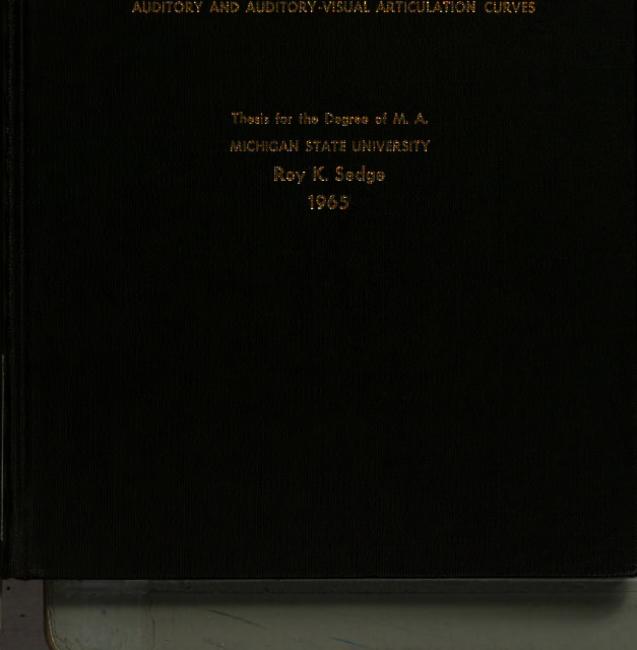 AUDITORY AND AUDITORY-VISUAL ARTICULATION CURVES
Thesis for the Degree of M. A.
MICHIGAN STATE UNIVERSITY
Roy K. Sedge
1965